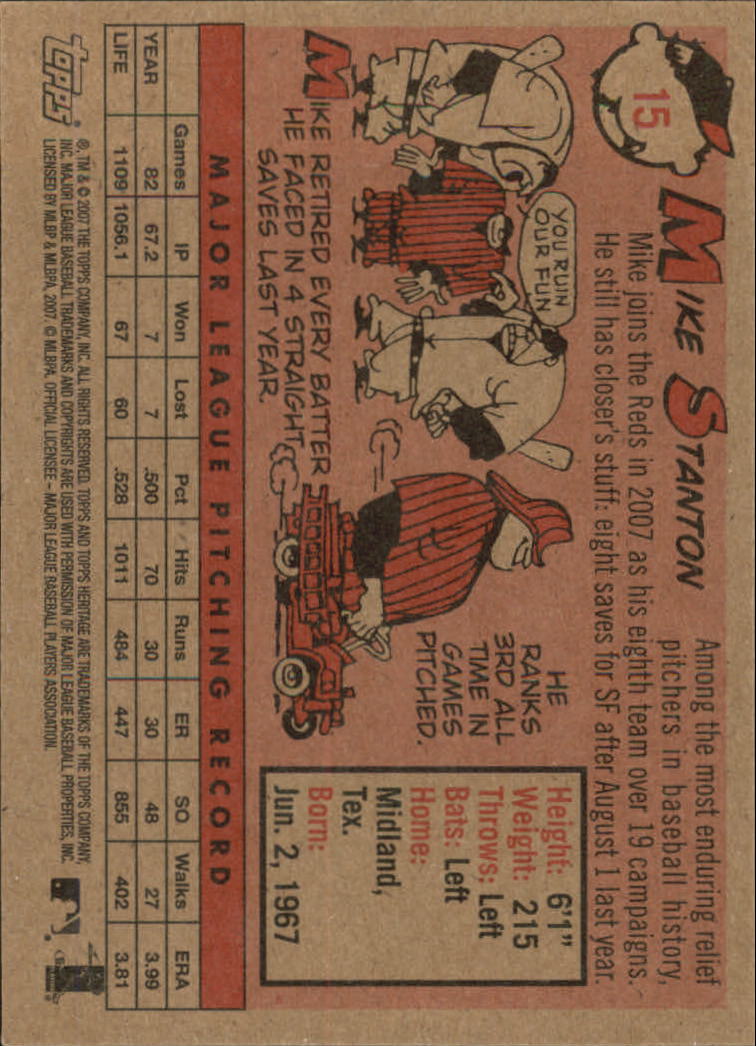 15
MIKE STANTON
Among the most enduring relief
pitchers in baseball history,
Mike joins the Reds in 2007 as his eighth team over 19 campaigns.
He still has closer's stuff: eight saves for SF after August 1 last year.
YOU RUIN
OUR FUN
MIKE RETIRED EVERY BATTER
HE FACED IN 4 STRAIGHT
SAVES LAST YEAR.
HE
RANKS
3RD ALL
TIME IN
GAMES
PITCHED.
Height: 6'1"
Weight: 215
Throws: Left
Bats: Left
Home:
Midland,
Tex.
Born:
Jun. 2, 1967
MAJOR LEAGUE PITCHING RECORD
Games IP Won Lost Pct Hits Runs ER SO Walks ERA
YEAR 82 67.2 7 7 .500 70 30 30 48 27 3.99
LIFE 1109 1056.1 67 60 .528 1011 484 447 855 402 3.81
topps®
®, TM & © 2007 THE TOPPS COMPANY, INC. ALL RIGHTS RESERVED. TOPPS AND TOPPS HERITAGE ARE TRADEMARKS OF THE TOPPS COMPANY,
INC. MAJOR LEAGUE BASEBALL TRADEMARKS AND COPYRIGHTS ARE USED WITH PERMISSION OF MAJOR LEAGUE BASEBALL PROPERTIES, INC.
LICENSED BY MLBP & MLBPA, 2007. © MLBPA. OFFICIAL LICENSEE – MAJOR LEAGUE BASEBALL PLAYERS ASSOCIATION.